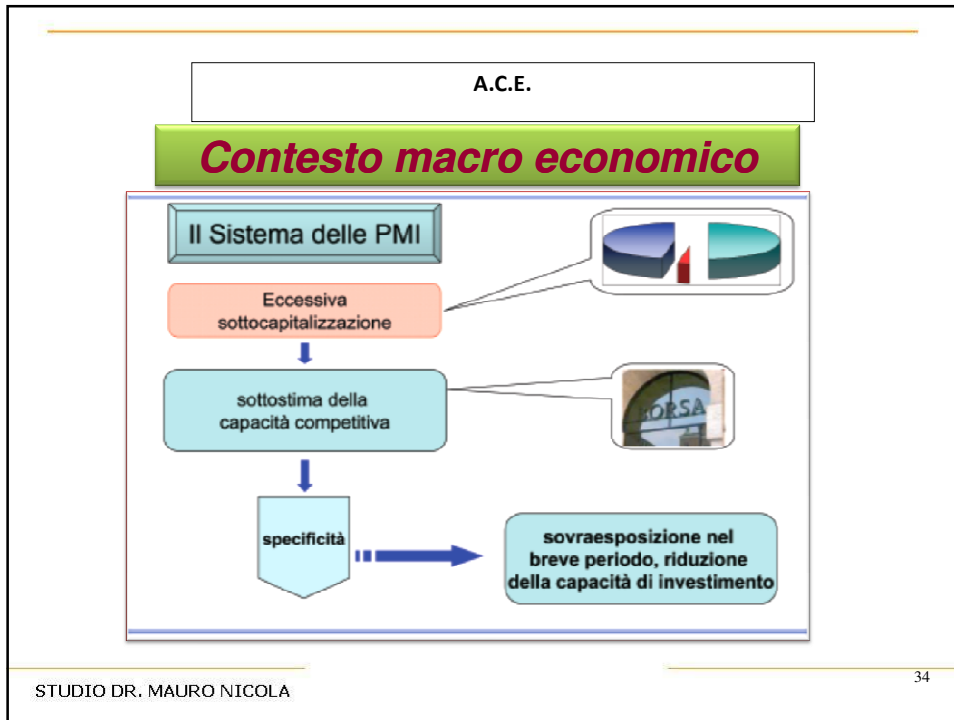 A.C.E.
Contesto macro economico
Il Sistema delle PMI
Eccessiva
sottocapitalizzazione
sottostima della
capacità competitiva
BORSA
specificità
sovraesposizione nel
breve periodo, riduzione
della capacità di investimento
STUDIO DR. MAURO NICOLA
34